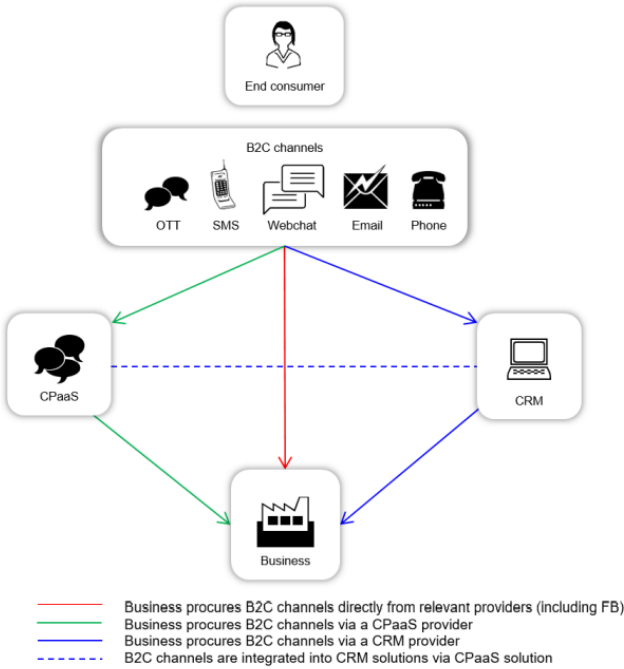 End consumer
B2C channels
OTT SMS Webchat Email Phone
CPaaS
CRM
Business
Business procures B2C channels directly from relevant providers (including FB)
Business procures B2C channels via a CPaaS provider
Business procures B2C channels via a CRM provider
B2C channels are integrated into CRM solutions via CPaaS solution